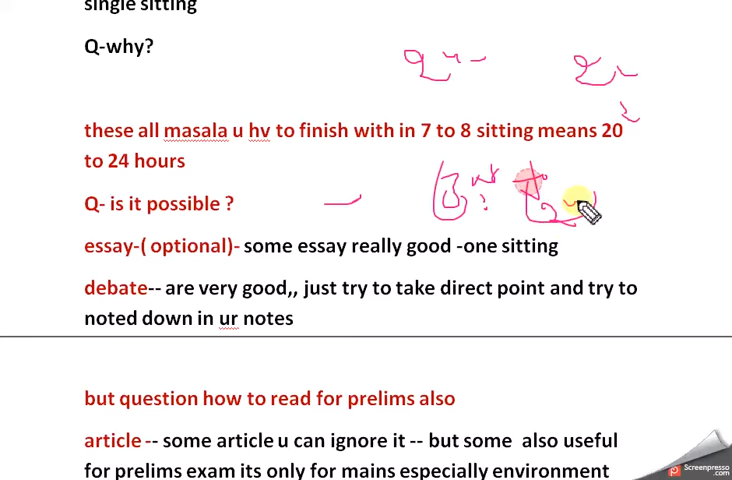 single sitting
Q-why?
these all masala u hv to finish with in 7 to 8 sitting means 20
to 24 hours
Q- is it possible ?
essay-( optional)- some essay really good -one sitting
debate-- are very good,, just try to take direct point and try to
noted down in ur notes
but question how to read for prelims also
article -- some article u can ignore it -- but some also useful
for prelims exam its only for mains especially environment
Screenpresso
.com